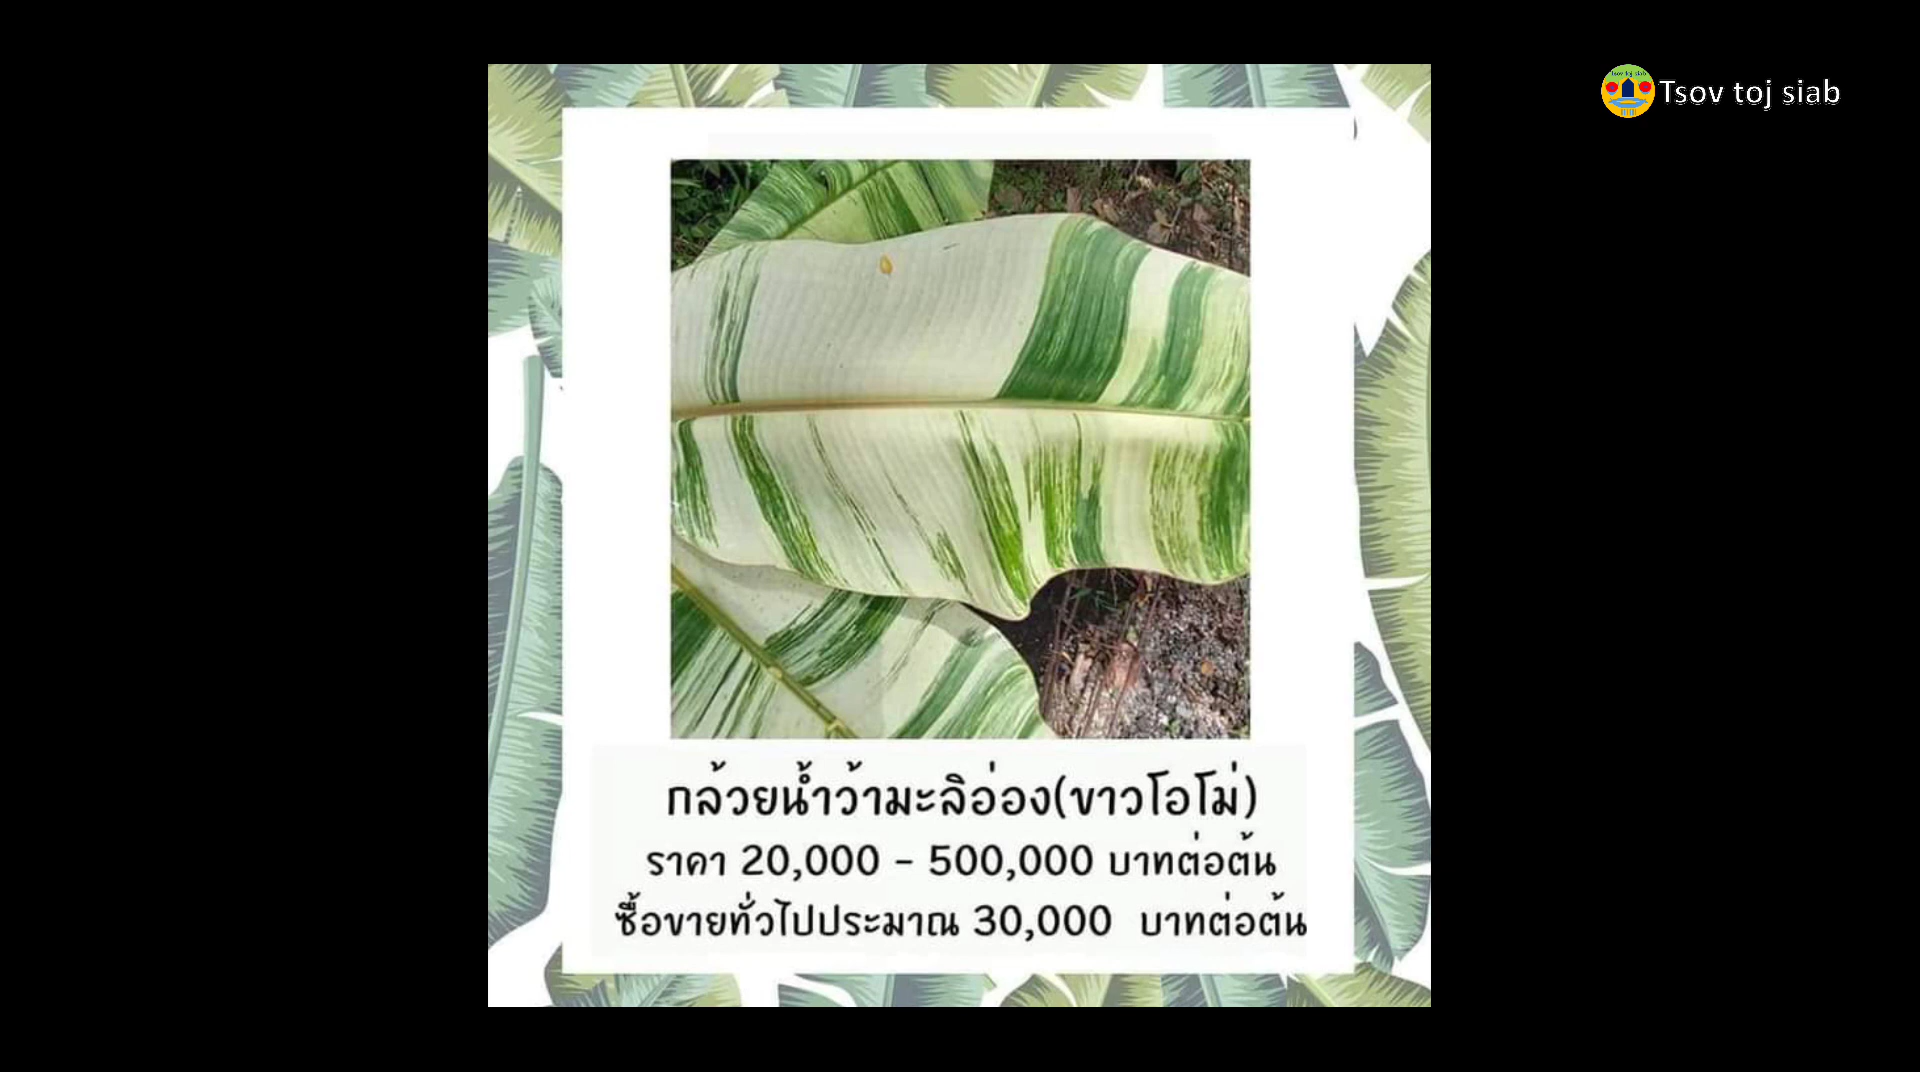 Tsov toj siab
Tsov toj siab
กล้วยน้ำว้ามะลิอ่อง(ขาวโอโม่)
ราคา 20,000 - 500,000 บาทต่อต้น
ซื้อขายทั่วไปประมาณ 30,000 บาทต่อต้น